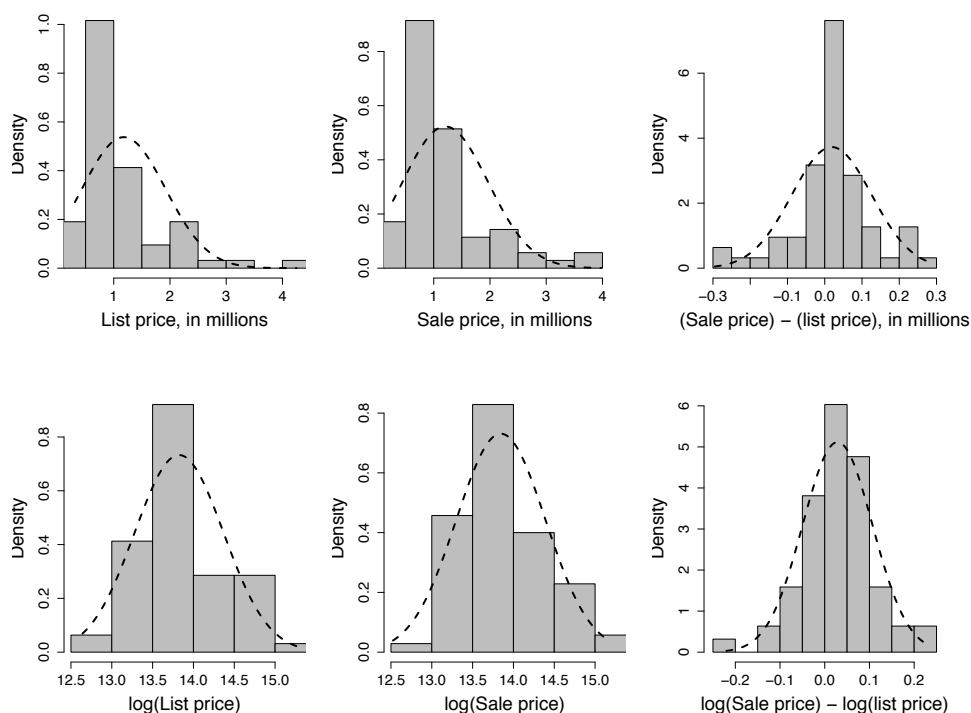 Density
0.0 0.2 0.4 0.6 0.8 1.0
1 2 3 4
List price, in millions
Density
0.0 0.2 0.4 0.6 0.8
1 2 3 4
Sale price, in millions
Density
0 2 4 6
−0.3 −0.1 0.0 0.1 0.2 0.3
(Sale price) − (list price), in millions
Density
0.0 0.2 0.4 0.6 0.8
12.5 13.0 13.5 14.0 14.5 15.0
log(List price)
Density
0.0 0.2 0.4 0.6 0.8
12.5 13.0 13.5 14.0 14.5 15.0
log(Sale price)
Density
0 1 2 3 4 5 6
−0.2 −0.1 0.0 0.1 0.2
log(Sale price) − log(list price)